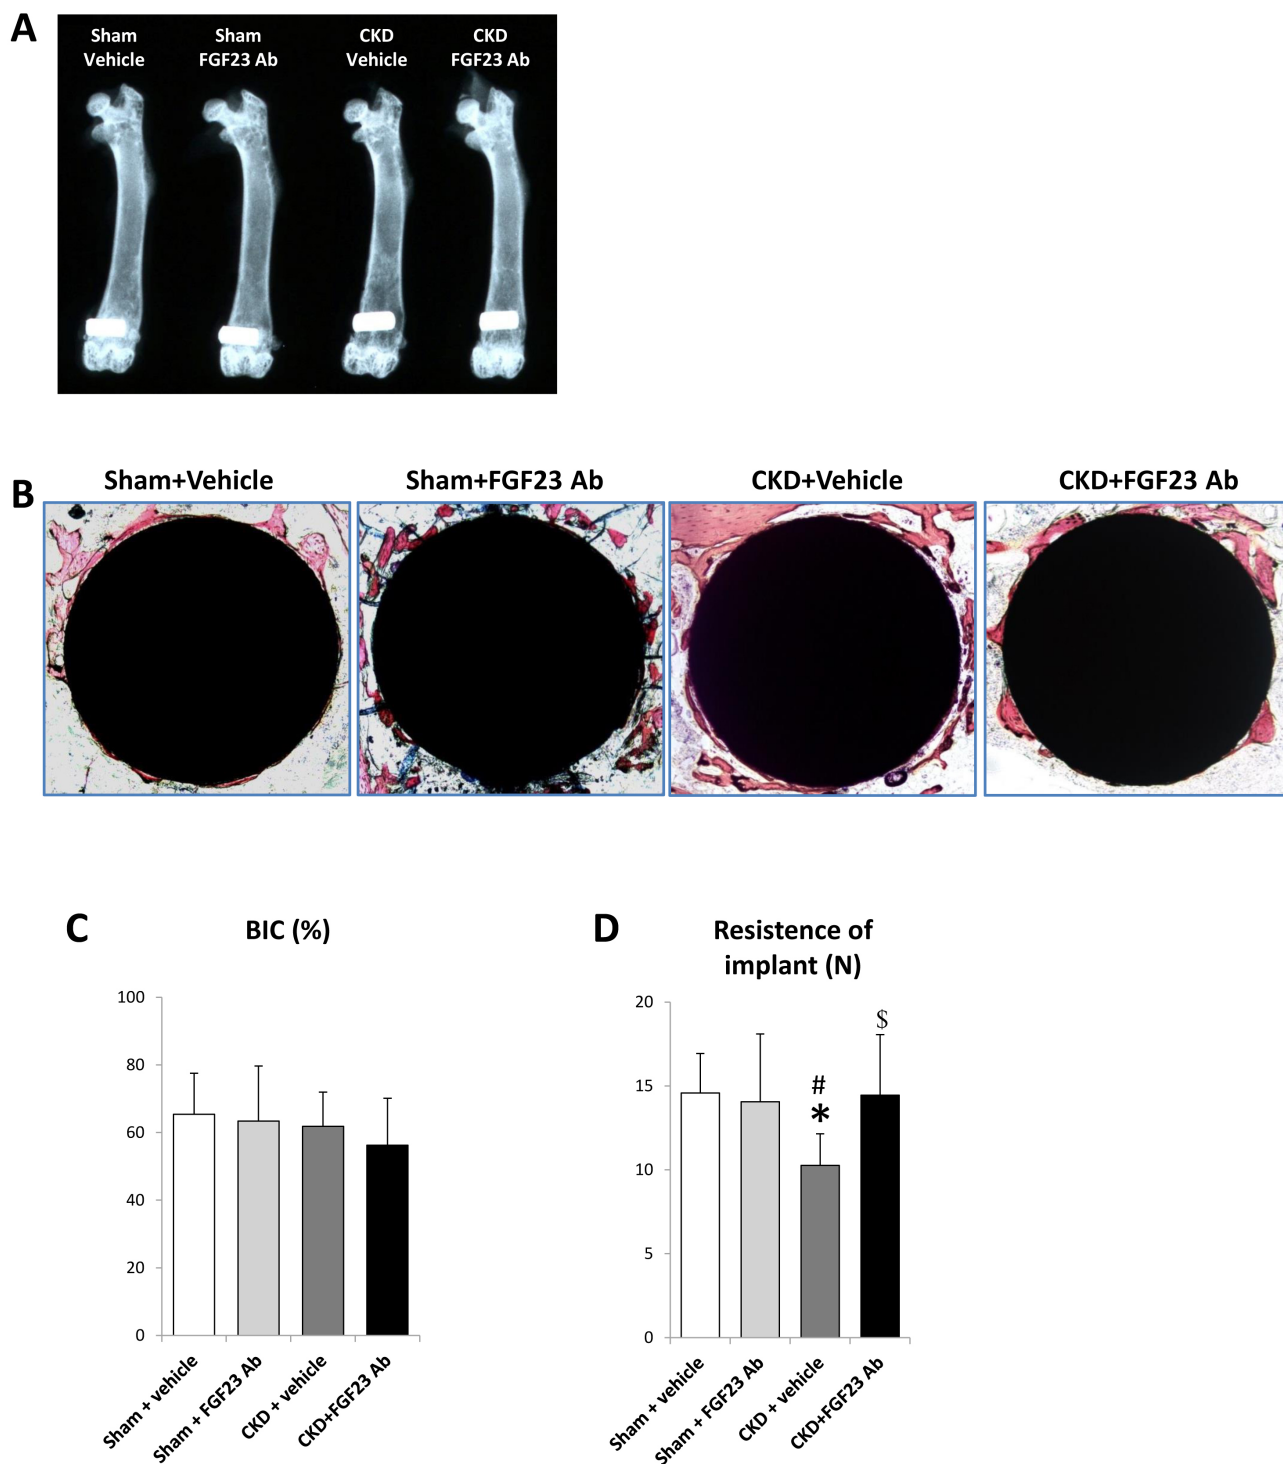 A
Sham
Vehicle
Sham
FGF23 Ab
CKD
Vehicle
CKD
FGF23 Ab
B
Sham+Vehicle
Sham+FGF23 Ab
CKD+Vehicle
CKD+FGF23 Ab
C
BIC (%)
100
80
60
40
20
0
Sham + vehicle
Sham + FGF23 Ab
CKD + vehicle
CKD+FGF23 Ab
D
Resistence of
implant (N)
20
15
10
5
0
$
#
*
Sham + vehicle
Sham + FGF23 Ab
CKD + vehicle
CKD+FGF23 Ab